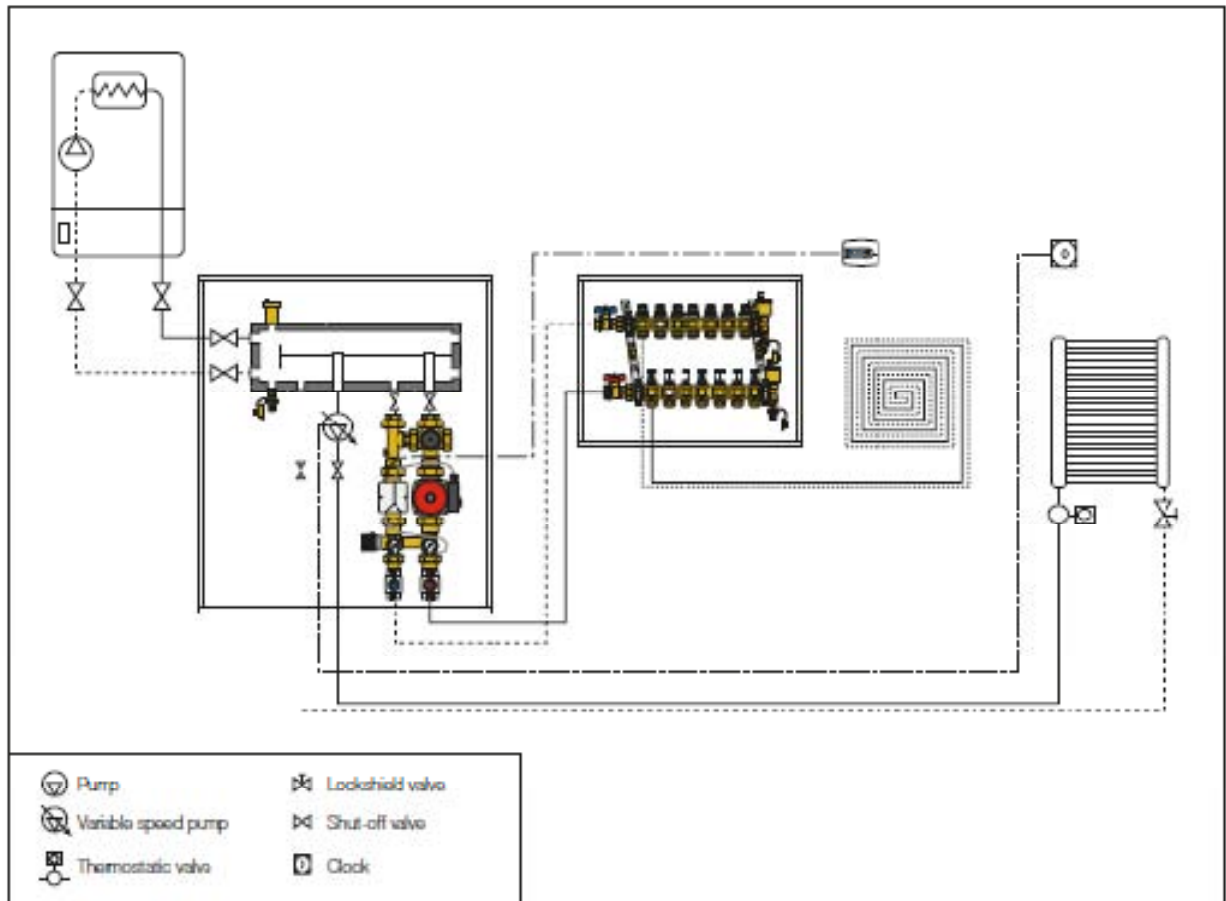 Pump
Lockshield valve
Variable speed pump
Shut-off valve
Thermostatic valve
Clock